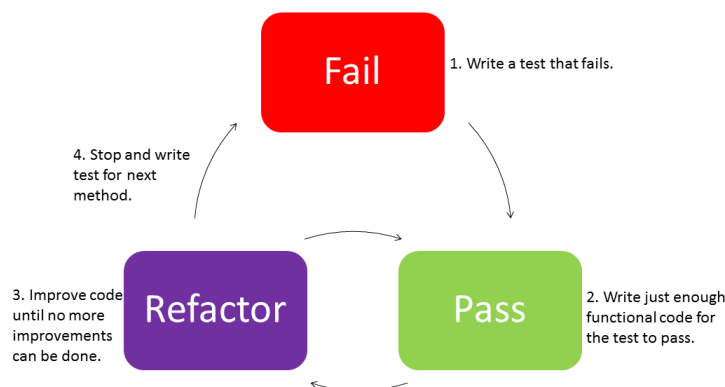 Fail
1. Write a test that fails.
4. Stop and write
test for next
method.
Refactor
Pass
3. Improve code
until no more
improvements
can be done.
2. Write just enough
functional code for
the test to pass.